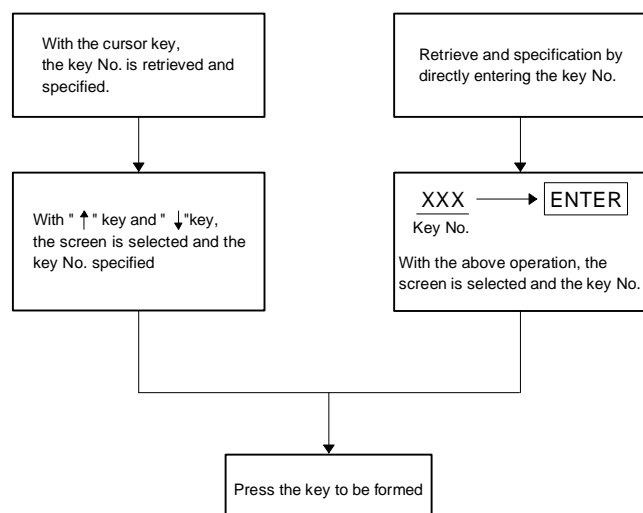 With the cursor key,
the key No. is retrieved and
specified.
Retrieve and specification by
directly entering the key No.
With " ↑ " key and " ↓"key,
the screen is selected and the
key No. specified
XXX → ENTER
Key No.
With the above operation, the
screen is selected and the key No.
Press the key to be formed